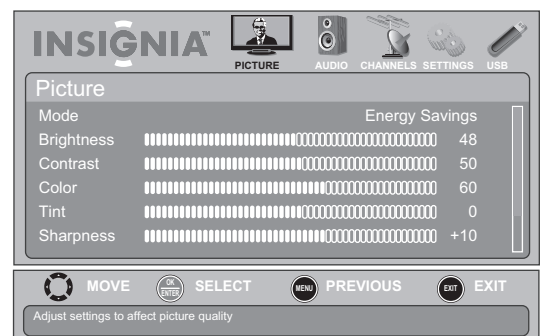 INSIGNIA™
PICTURE AUDIO CHANNELS SETTINGS USB
Picture
Mode Energy Savings
Brightness 48
Contrast 50
Color 60
Tint 0
Sharpness +10
MOVE OK ENTER SELECT MENU PREVIOUS EXIT EXIT
Adjust settings to affect picture quality